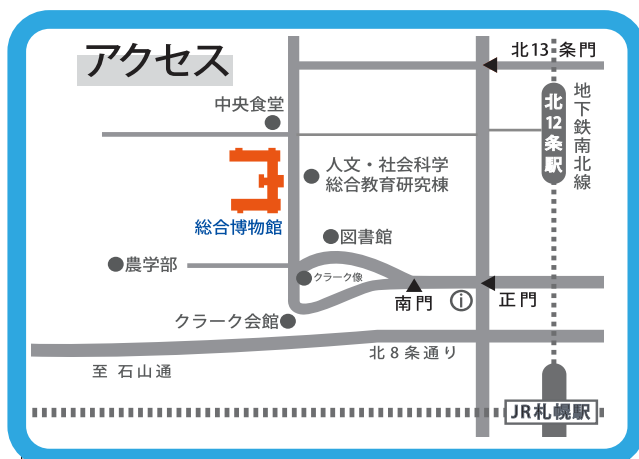 アクセス
北13条門
中央食堂
地下鉄南北線
北12条駅
人文・社会科学
総合教育研究棟
総合博物館
図書館
農学部
クラーク像
南門
i
正門
クラーク会館
北8条通り
至 石山通
JR札幌駅